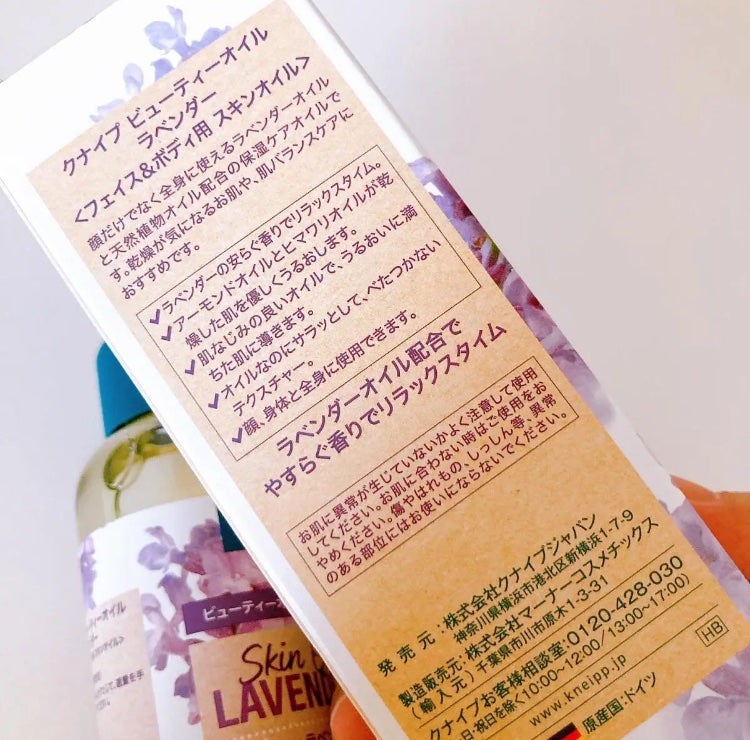 クナイプ ビューティーオイル
ラベンダー
<フェイス&ボディ用 スキンオイル>
顔だけでなく全身に使えるラベンダーオイル
と天然植物オイル配合の保湿ケアオイルで
す。乾燥が気になるお肌や、肌バランスケアに
おすすめです。
✓ラベンダーの安らぐ香りでリラックスタイム。
✓アーモンドオイルとヒマワリオイルが乾
燥した肌を優しくうるおします。
✓肌なじみの良いオイルで、うるおいに満
ちた肌に導きます。
✓オイルなのにサラッとして、べたつかない
テクスチャー。
✓顔、身体と全身に使用できます。
ラベンダーオイル配合で
やすらぐ香りでリラックスタイム
お肌に異常が生じていないかよく注意して使用
してください。お肌に合わない時はご使用をお
やめください。傷やはれもの、しっしん等、異常
のある部位にはお使いにならないでください。
発売元:株式会社クナイプジャパン
神奈川県横浜市港北区新横浜1-7-9
製造販売元:株式会社マーナーコスメチックス
(輸入元)千葉県市川市原木1-3-31
クナイプお客様相談室:0120-428-030
日・祝日を除く10:00~12:00/13:00~17:00)
www.kneipp.jp
原産国:ドイツ
HB
ビューティー
Skin
LAVEND